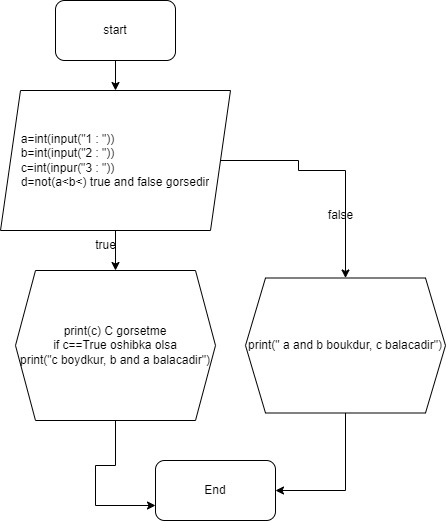 start
a=int(input("1 : "))
b=int(input("2 : "))
c=int(inpur("3 : "))
d=not(a<b<) true and false gorsedir
true
false
print(c) C gorsetme
if c==True oshibka olsa
print("c boydkur, b and a balacadir")
print(" a and b boukdur, c balacadir")
End